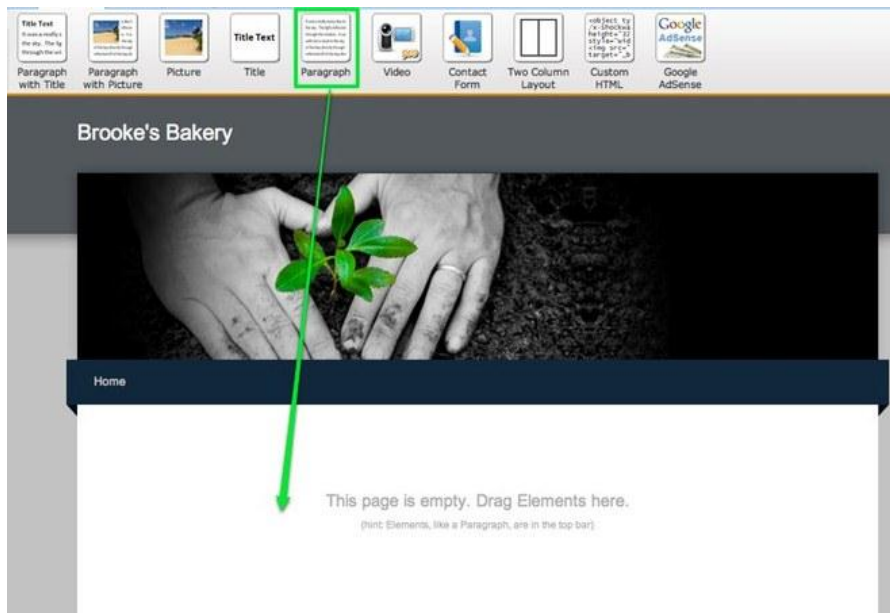 Title Text
Paragraph with Title
Paragraph with Picture
Picture
Title Text
Title
Paragraph
Video
Contact Form
Two Column Layout
Custom HTML
Google AdSense
Google AdSense
Brooke's Bakery
Home
This page is empty. Drag Elements here.
(hint: Elements, like a Paragraph, are in the top bar)